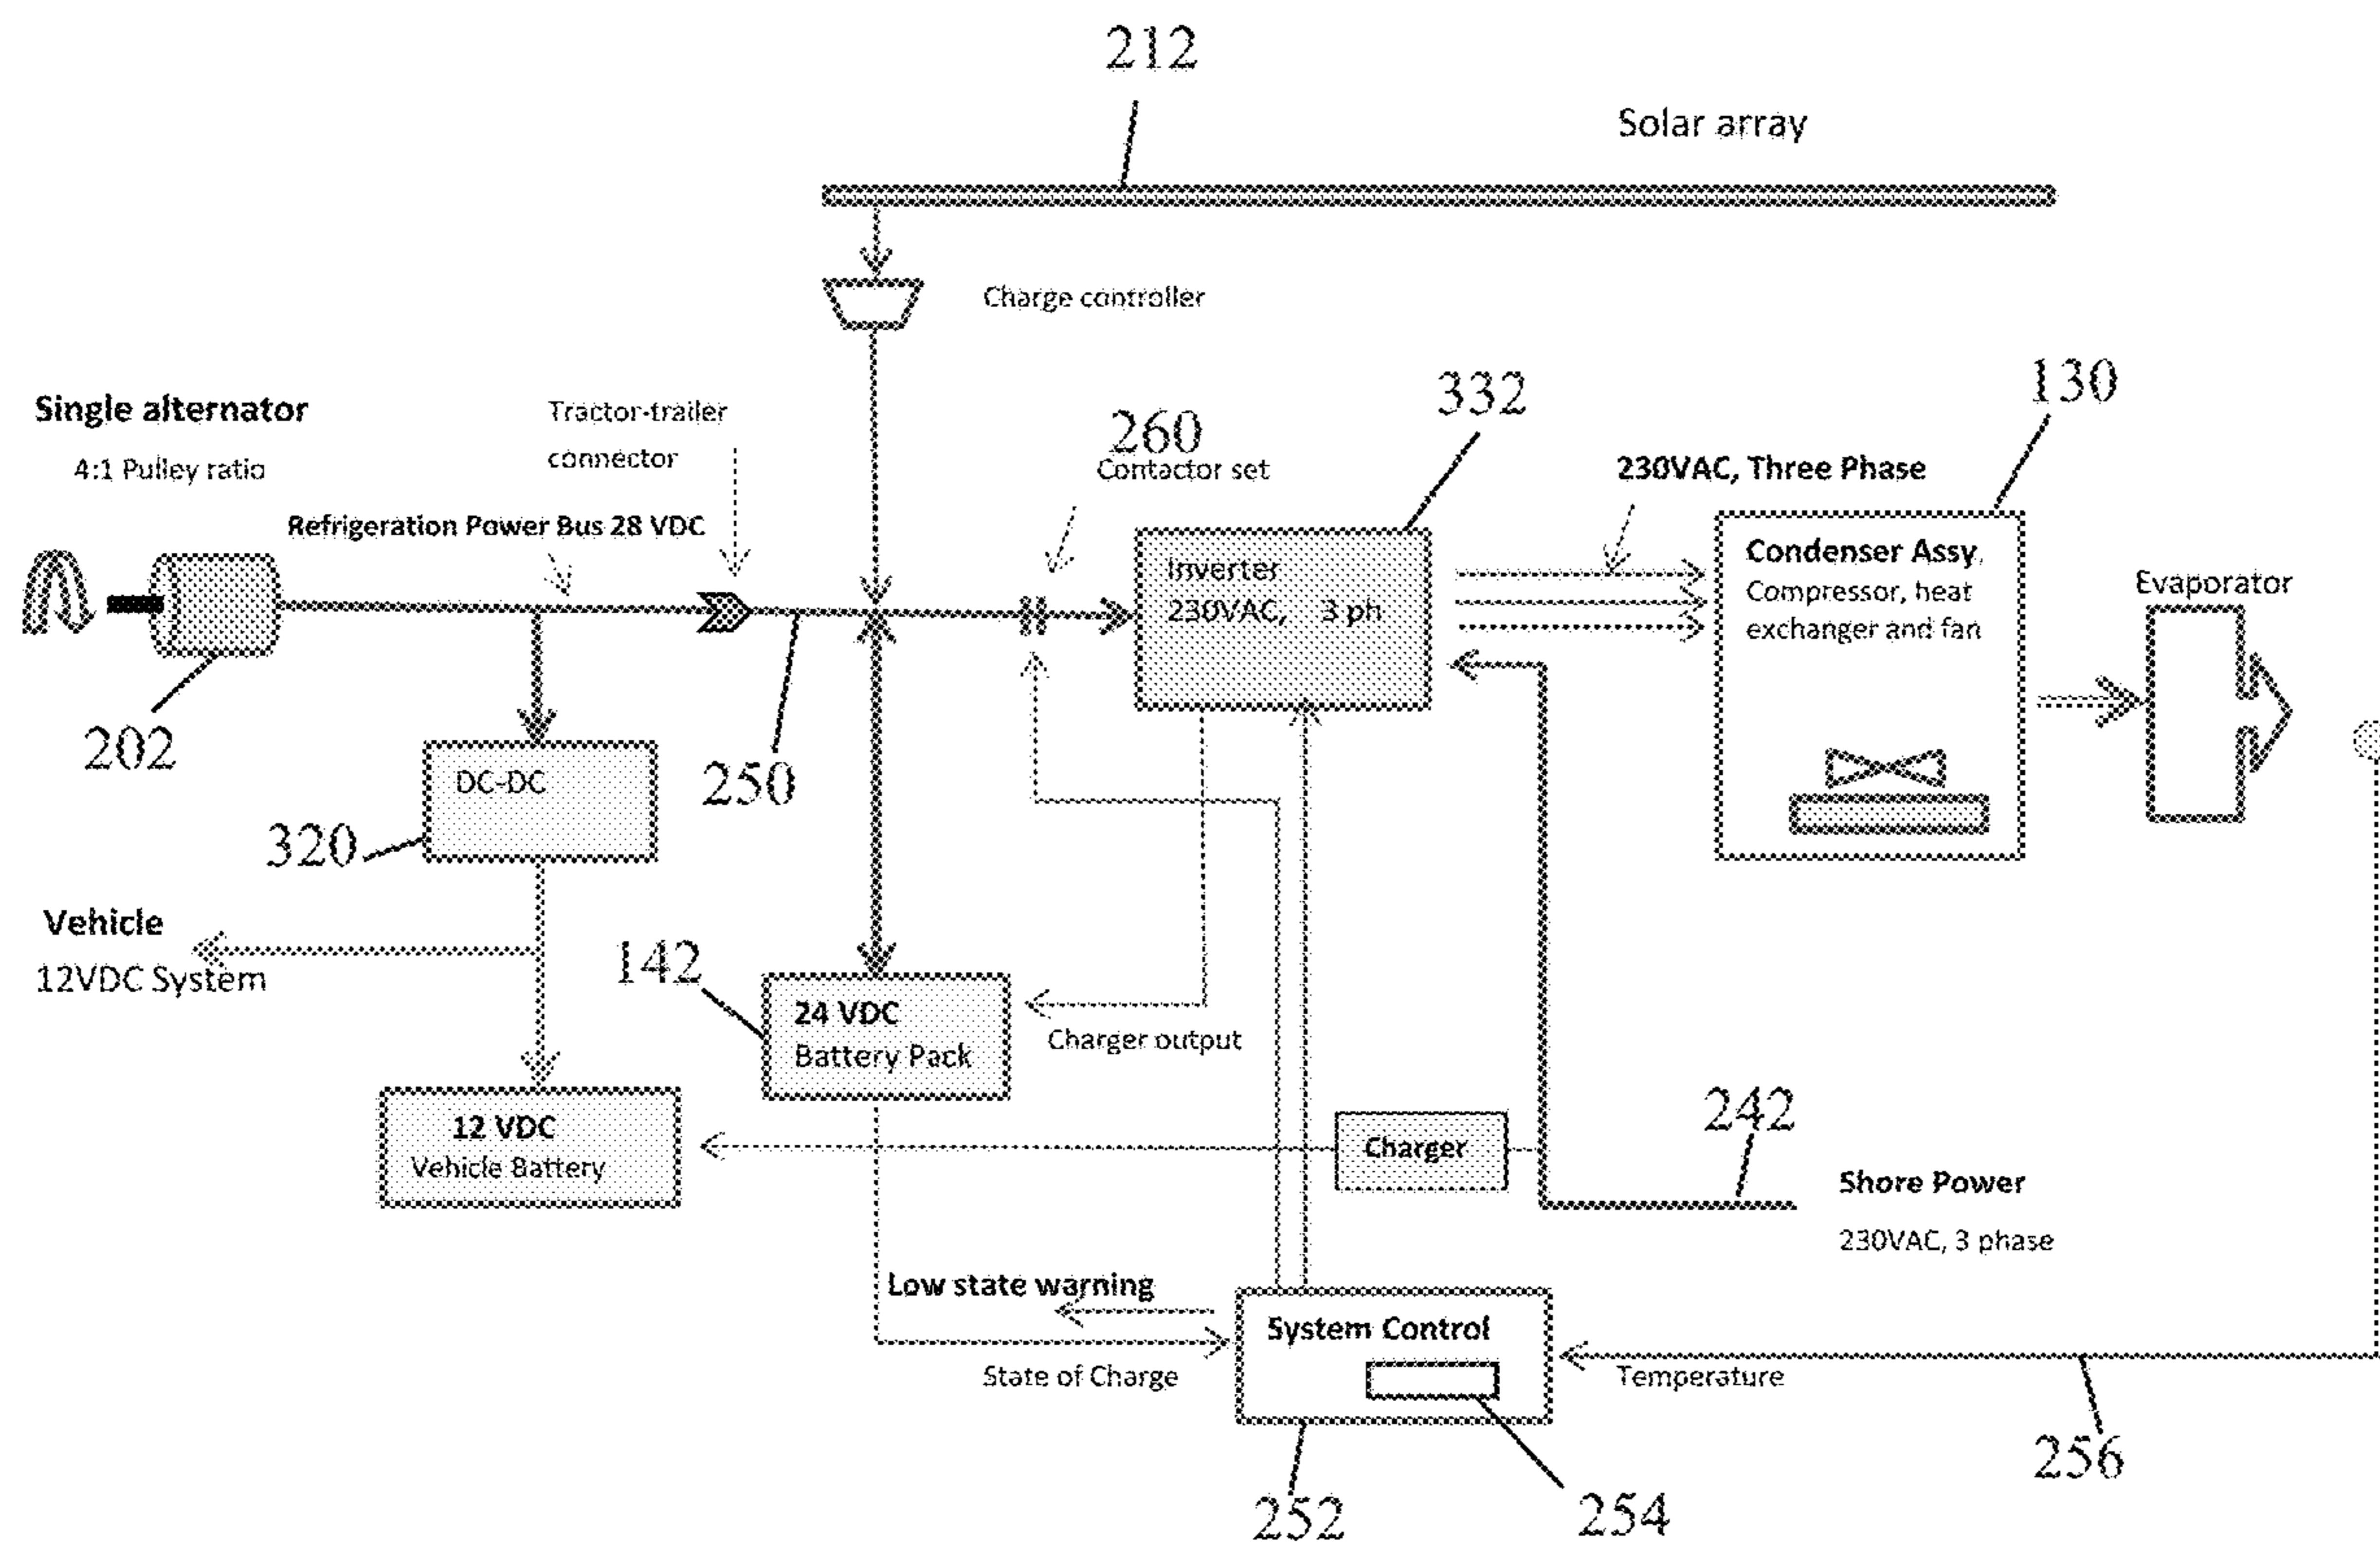 212
Solar array
Charge controller
Single alternator
4:1 Pulley ratio
Tractor-trailer
connector
Refrigeration Power Bus 28 VDC
260
Contactor set
332
130
230VAC, Three Phase
Inverter
230VAC, 3 ph
Condenser Assy.
Compressor, heat
exchanger and fan
Evaporator
202
250
DC-DC
320
Vehicle
12VDC System
142
24 VDC
Battery Pack
Charger output
12 VDC
Vehicle Battery
Charger
242
Shore Power
230VAC, 3 phase
Low state warning
State of Charge
System Control
Temperature
252
254
256